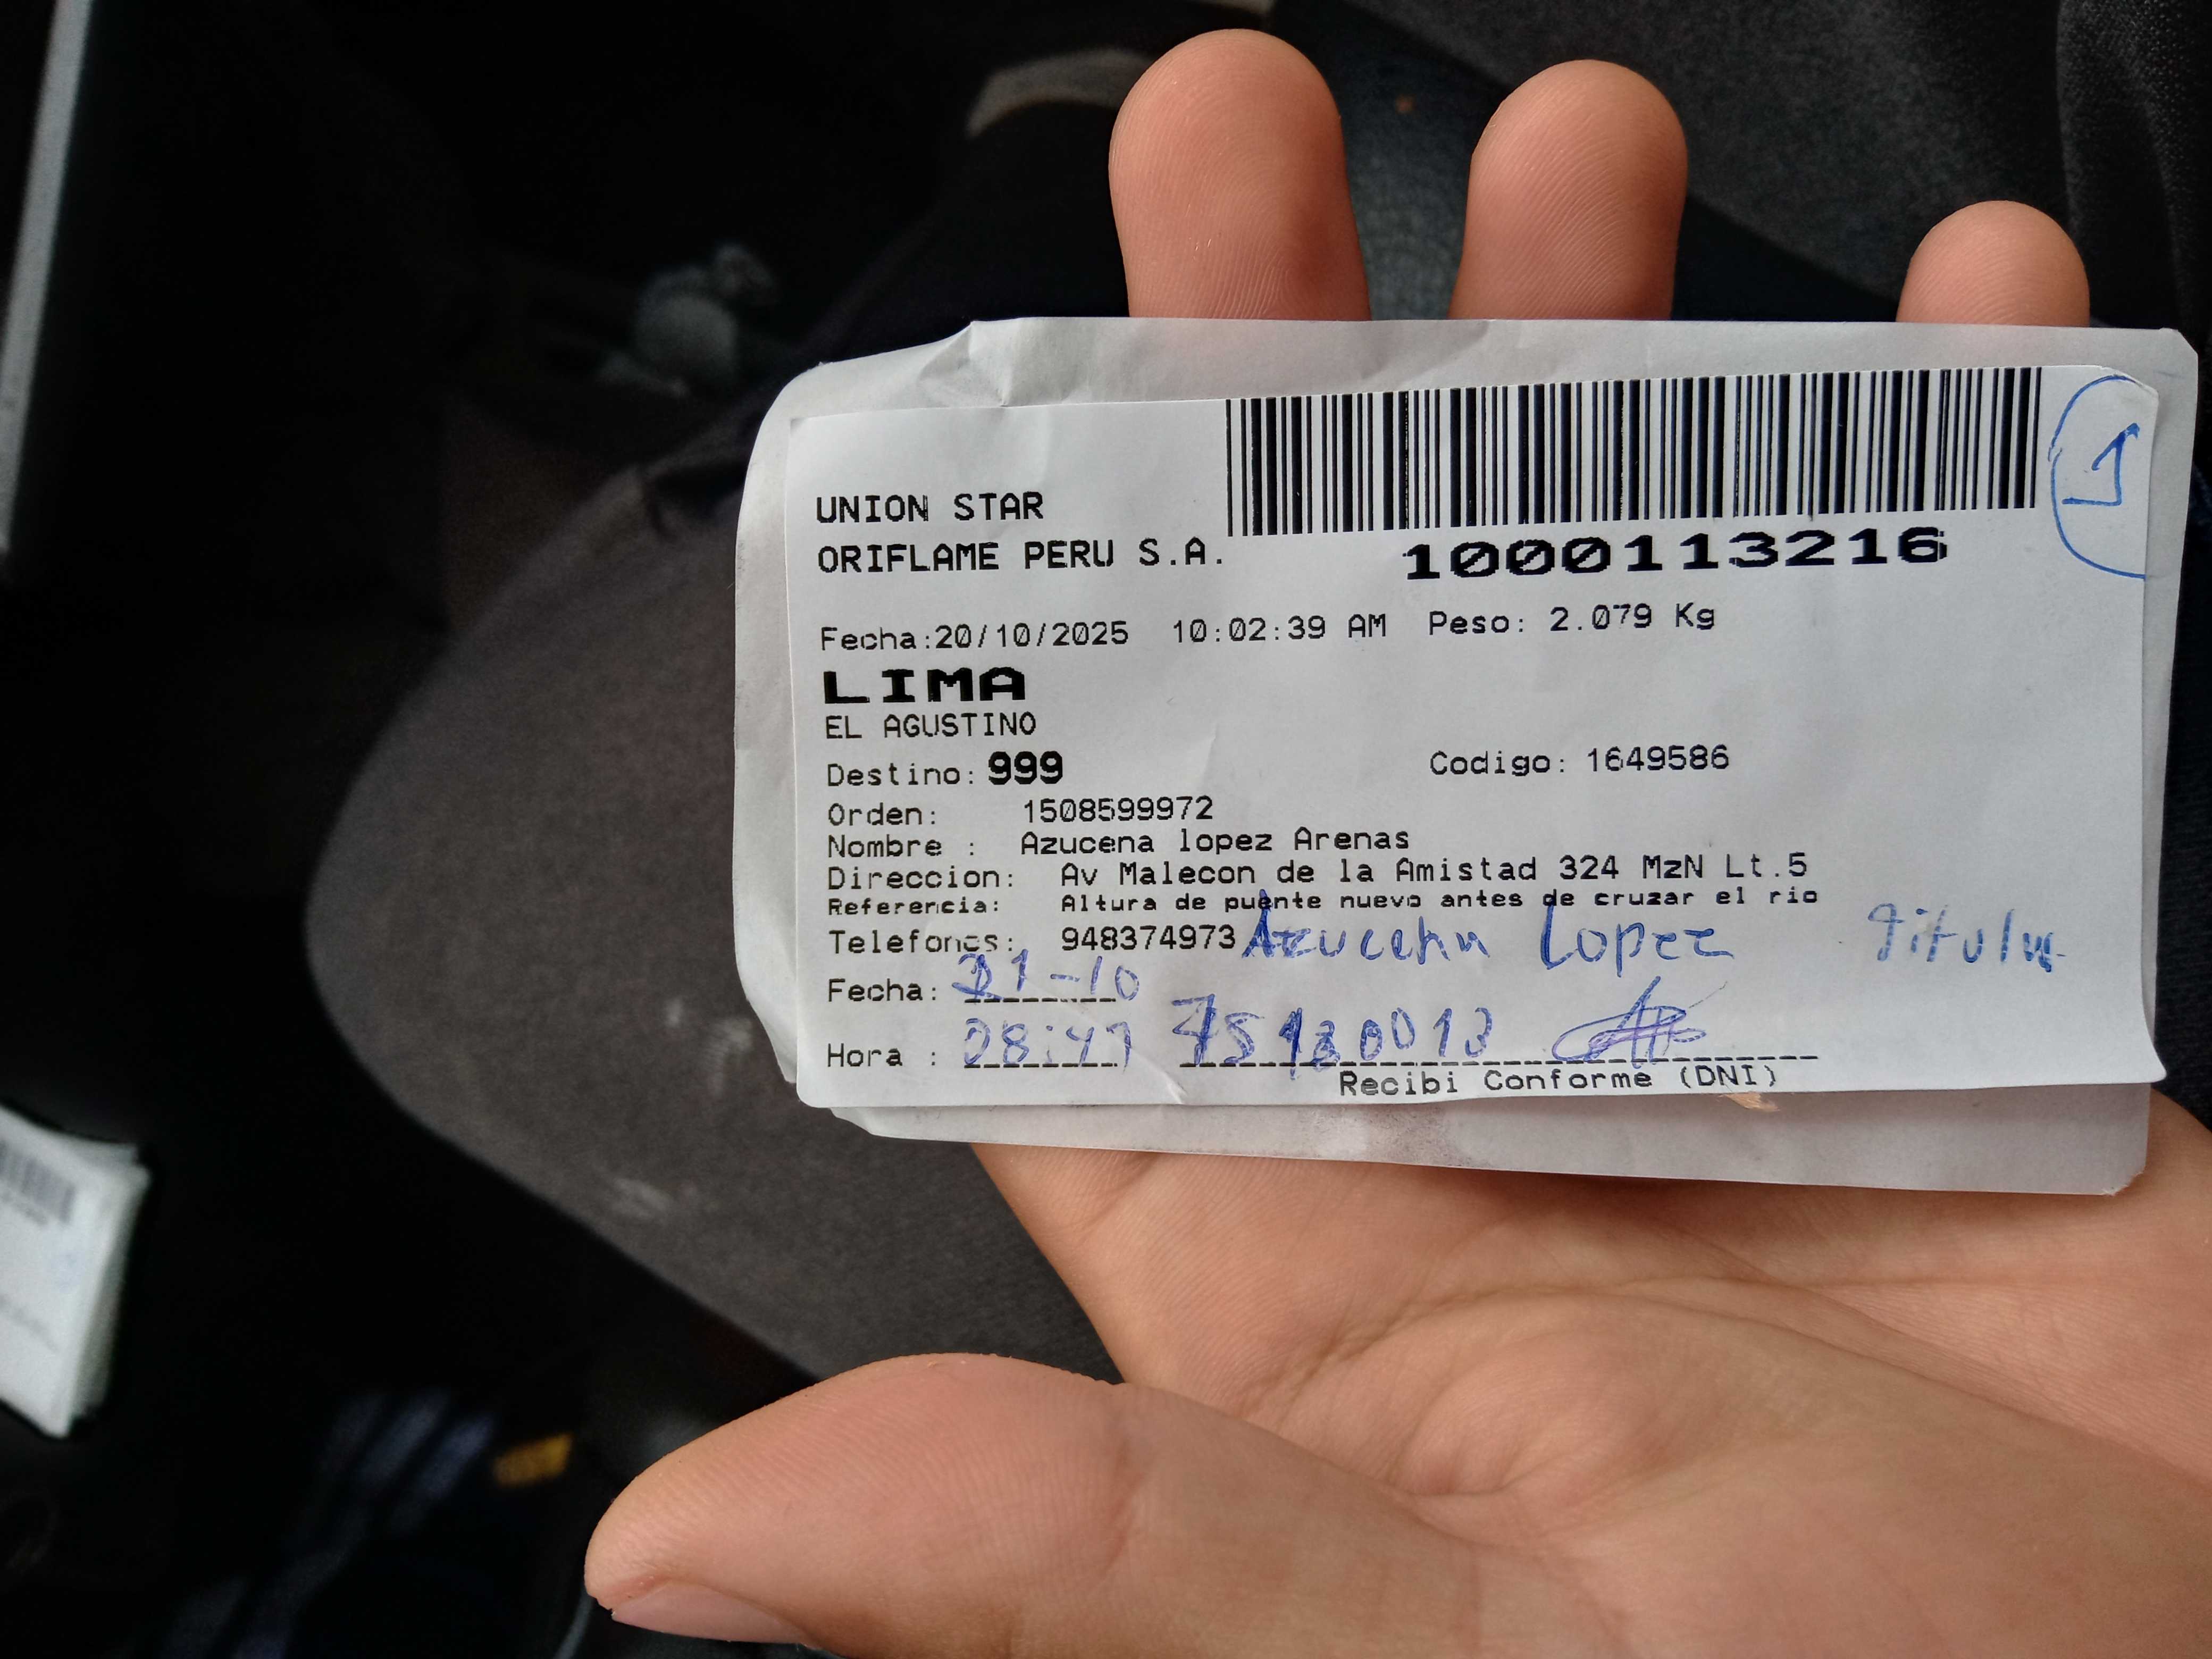 UNION STAR
ORIFLAME PERU S.A.
1000113216
1
Fecha:20/10/2025 10:02:39 AM Peso: 2.079 Kg
LIMA
EL AGUSTINO
Destino: 999 Codigo: 1649586
Orden: 1508599972
Nombre : Azucena lopez Arenas
Direccion: Av Malecon de la Amistad 324 MzN Lt.5
Referencia: Altura de puente nuevo antes de cruzar el rio
Telefonos: 948374973 Azucena Lopez
Fecha: 21-10
Hora :
Recibi Conforme (DNI)